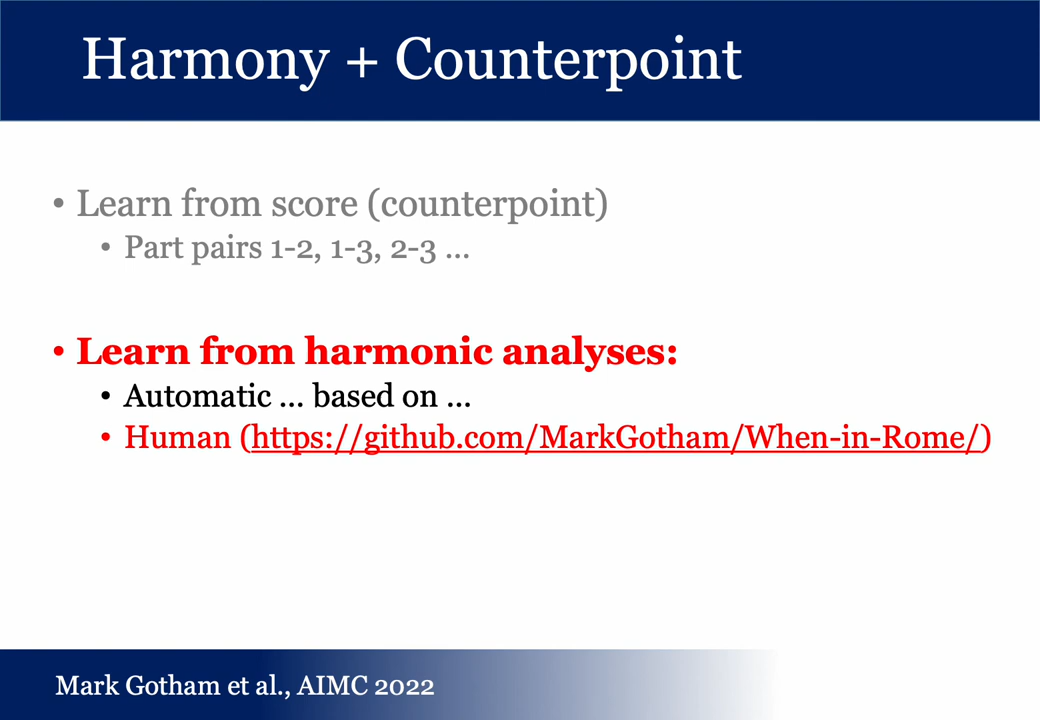 Harmony + Counterpoint
• Learn from score (counterpoint)
• Part pairs 1-2, 1-3, 2-3 ...
• Learn from harmonic analyses:
• Automatic ... based on ...
• Human (https://github.com/MarkGotham/When-in-Rome/)
Mark Gotham et al., AIMC 2022